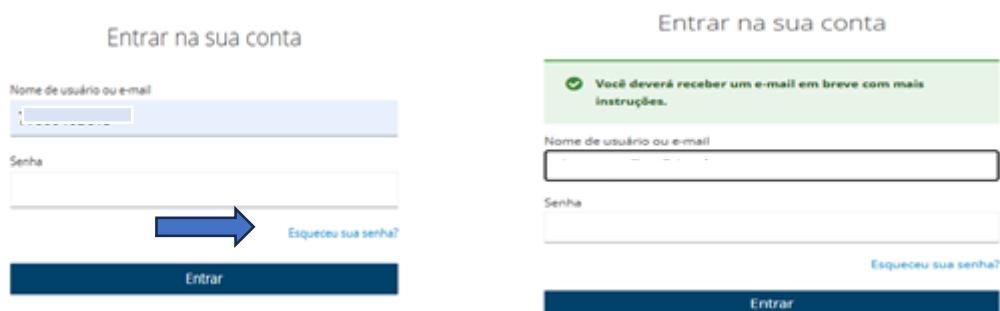 Entrar na sua conta
Nome de usuário ou e-mail
Senha
Esqueceu sua senha?
Entrar
Entrar na sua conta
Você deverá receber um e-mail em breve com mais
instruções.
Nome de usuário ou e-mail
Senha
Esqueceu sua senha?
Entrar